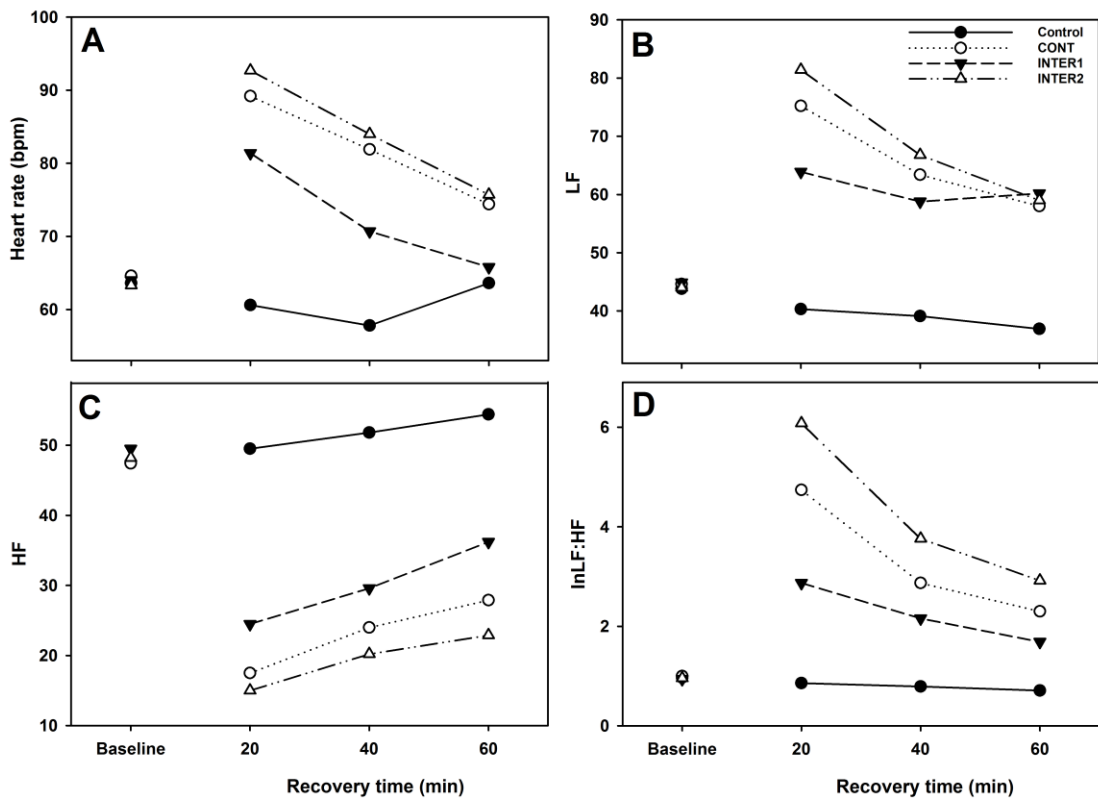 A
100
90
80
70
60
Heart rate (bpm)
B
90
80
70
60
50
40
LF
Control
CONT
INTER1
INTER2
C
50
40
30
20
10
HF
Baseline
20
40
60
Recovery time (min)
D
6
4
2
0
lnLF:HF
Baseline
20
40
60
Recovery time (min)